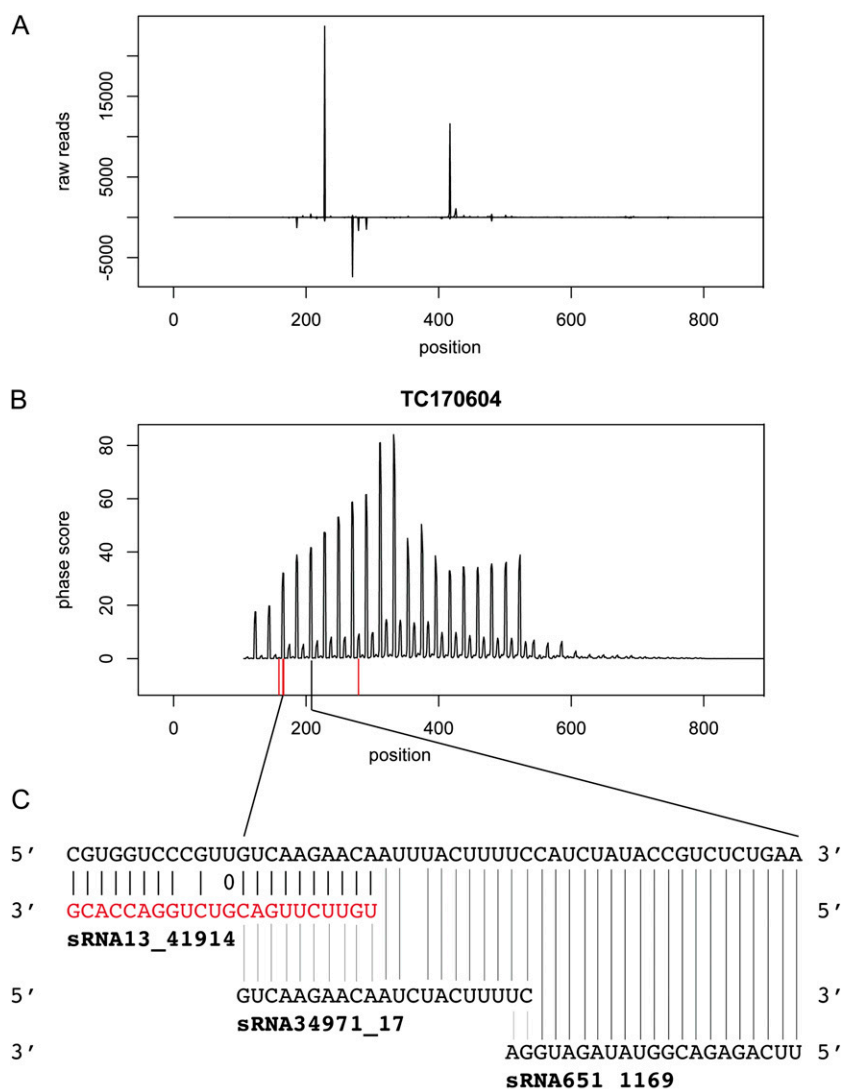 A
raw reads
15000
5000
-5000
0 200 400 600 800
position
B
TC170604
phase score
80
60
40
20
0
0 200 400 600 800
position
C
5’ CGUGGUCCCGUUGUCAAGAACAAUUUACUUUUCCAUCUAUACCGUCUCUGAA 3’
0
3’ GCACCAGGUCUGCAGUUCUUGU 5’
sRNA13_41914
5’ GUCAAGAACAAUCUACUUUUC 3’
sRNA34971_17
3’ AGGUAGAUAUGGCAGAGACUU 5’
sRNA651_1169